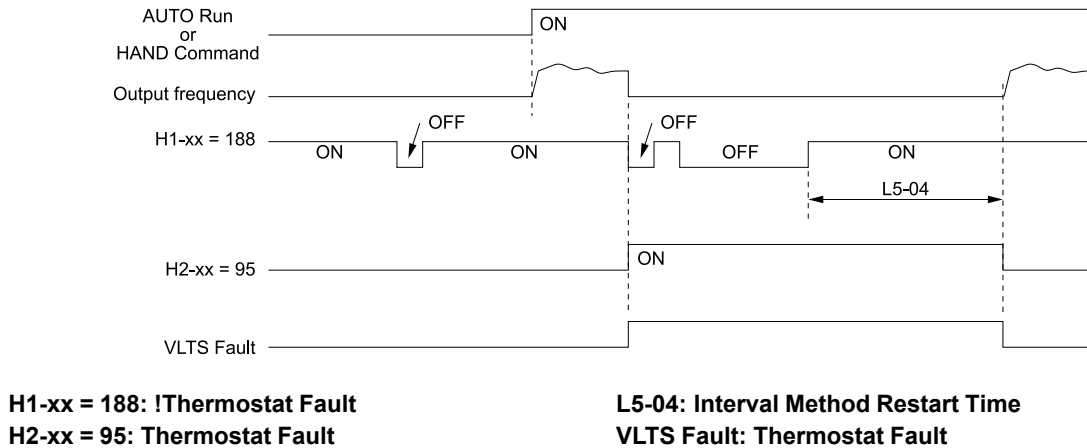 AUTO Run
or
HAND Command
ON
Output frequency
H1-xx = 188
ON
OFF
ON
OFF
OFF
ON
L5-04
H2-xx = 95
ON
VLTS Fault
H1-xx = 188: !Thermostat Fault
L5-04: Interval Method Restart Time
H2-xx = 95: Thermostat Fault
VLTS Fault: Thermostat Fault